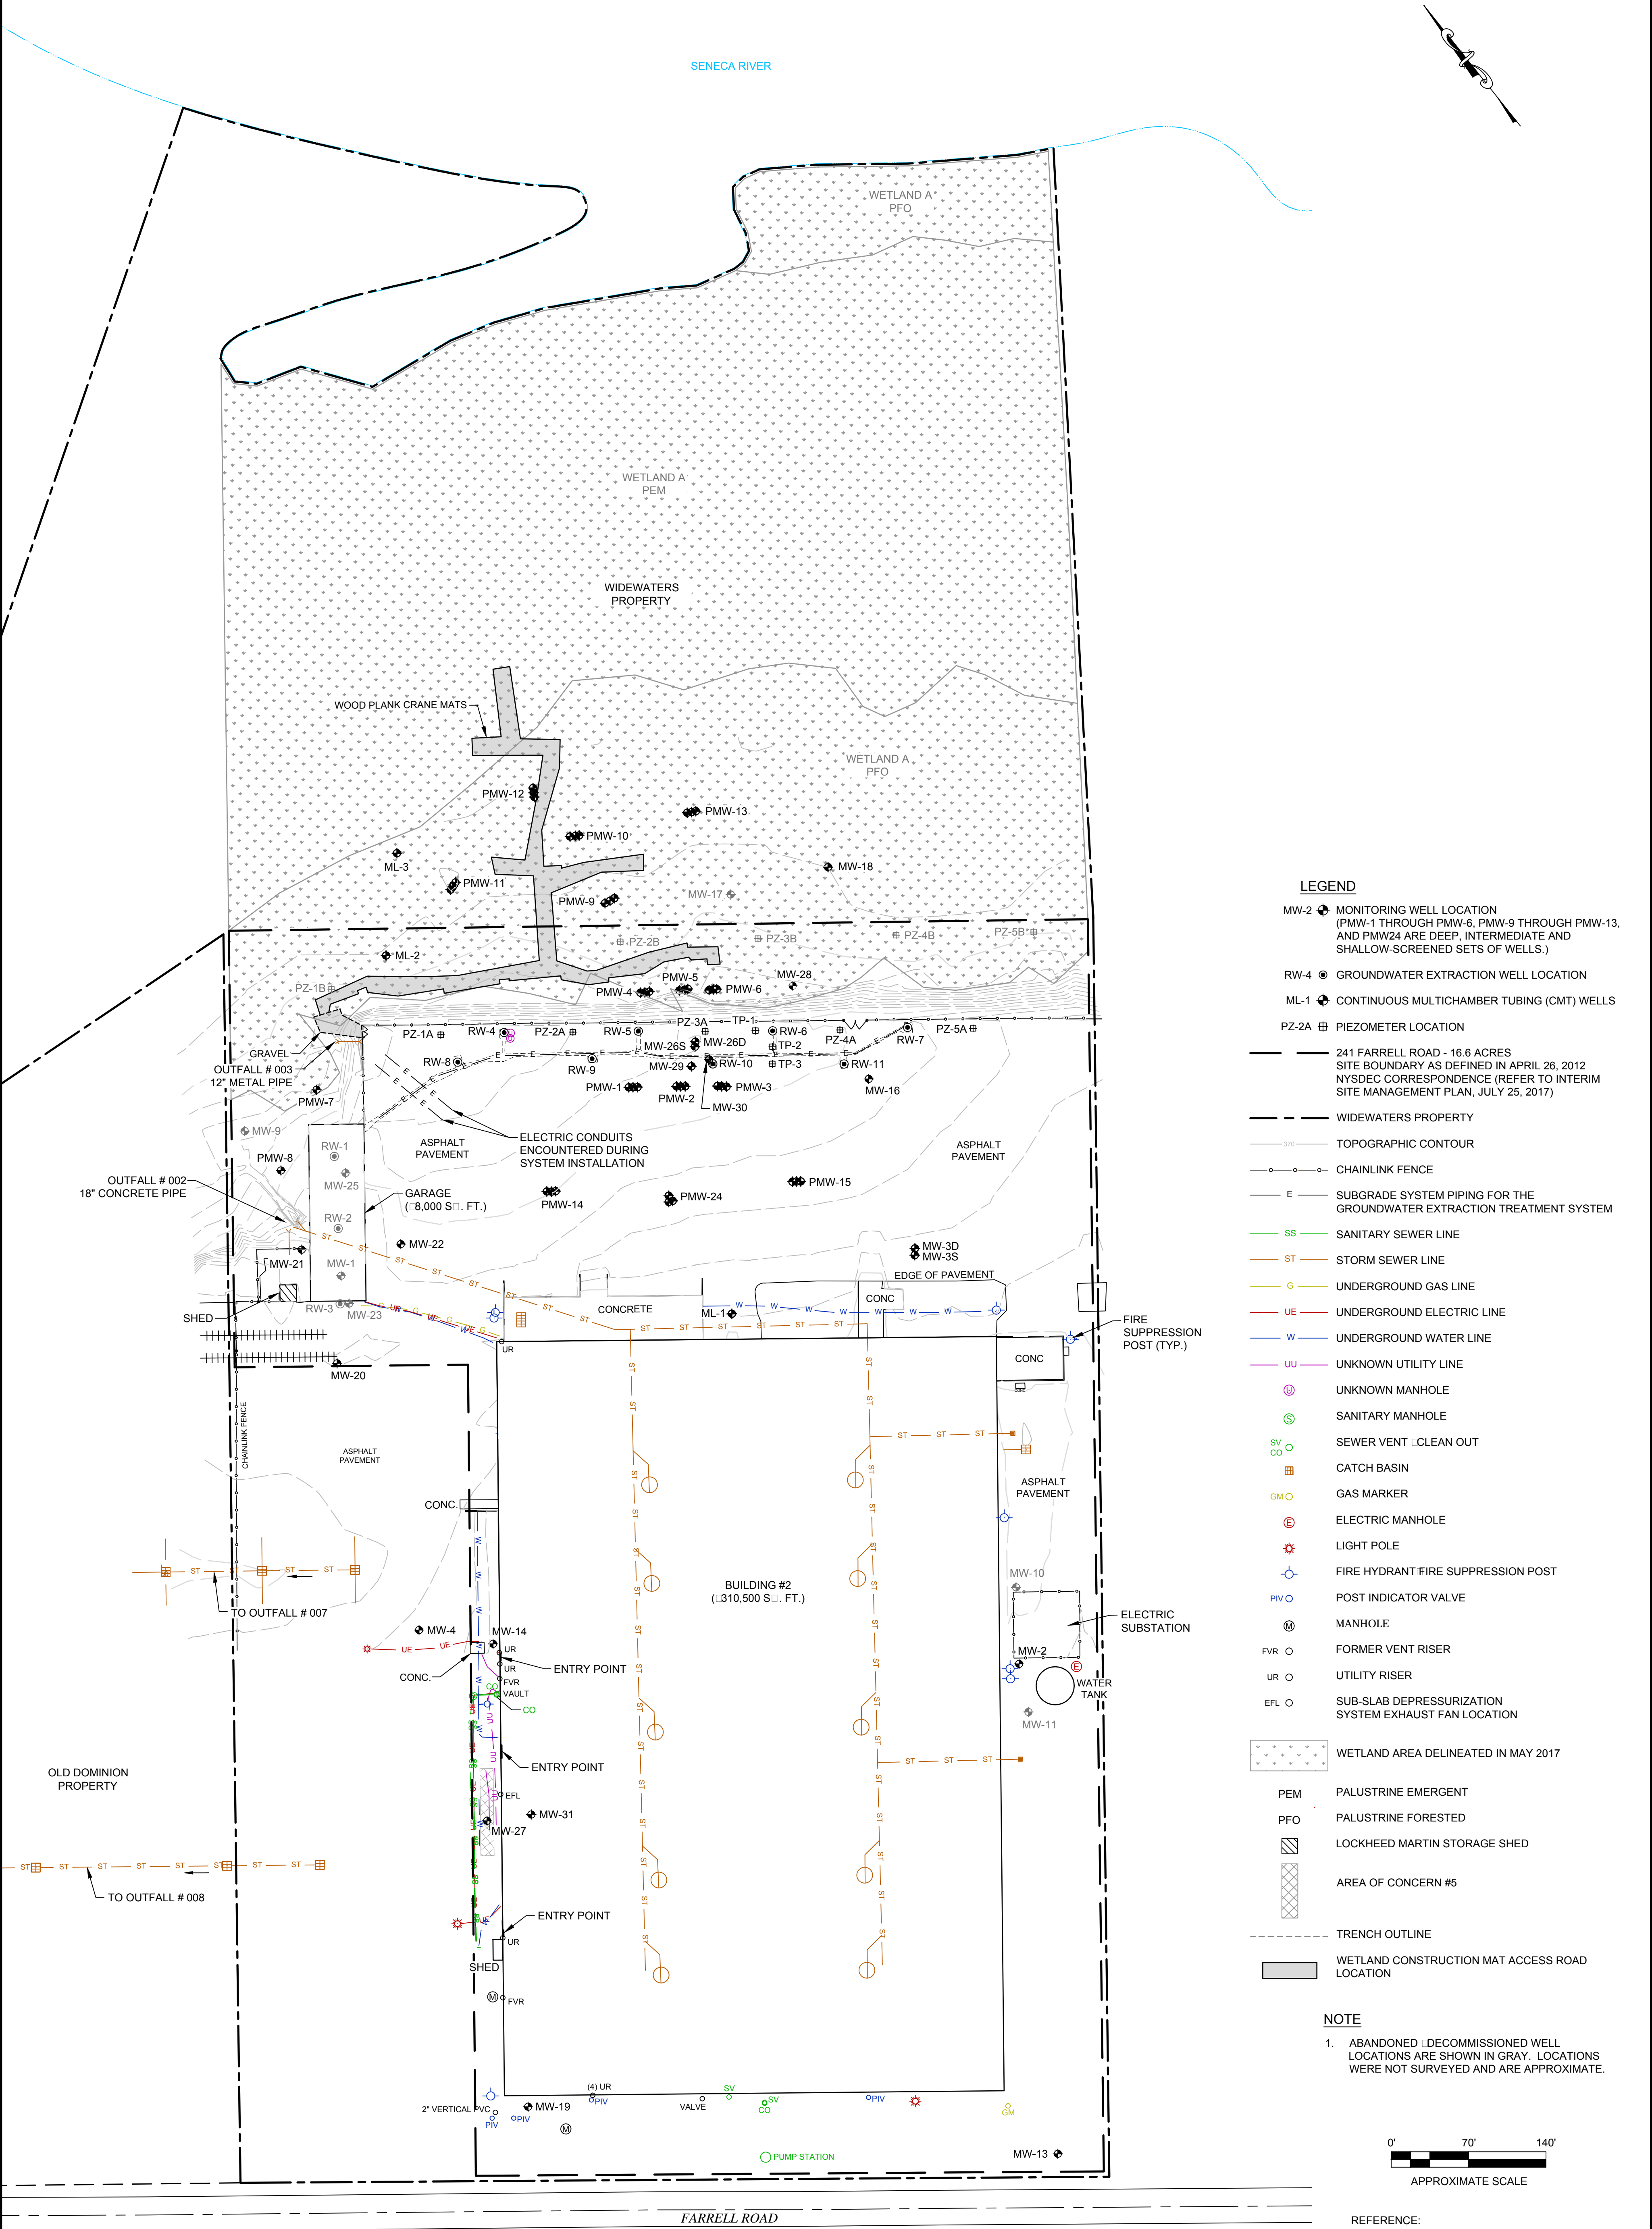 SENECA RIVER
WETLAND A
PFO
WETLAND A
PEM
WIDEWATERS
PROPERTY
WOOD PLANK CRANE MATS
WETLAND A
PFO
PMW-12
PMW-13
PMW-10
ML-3
MW-18
PMW-11
MW-17
PMW-9
PZ-2B
PZ-3B
PZ-4B
PZ-5B
ML-2
PMW-5
MW-28
PZ-1B
PMW-4
PMW-6
PZ-3A
TP-1
PZ-1A
RW-4
PZ-2A
RW-5
RW-6
PZ-4A
RW-7
PZ-5A
MW-26S
MW-26D
TP-2
GRAVEL
RW-8
RW-9
MW-29
RW-10
TP-3
RW-11
OUTFALL # 003
12" METAL PIPE
PMW-7
PMW-1
PMW-2
PMW-3
MW-16
MW-30
MW-9
RW-1
ASPHALT
PAVEMENT
ELECTRIC CONDUITS
ENCOUNTERED DURING
SYSTEM INSTALLATION
ASPHALT
PAVEMENT
PMW-8
MW-25
OUTFALL # 002
18" CONCRETE PIPE
GARAGE
(□8,000 S□. FT.)
PMW-14
PMW-24
PMW-15
RW-2
MW-22
MW-3D
MW-3S
MW-21
MW-1
EDGE OF PAVEMENT
RW-3
MW-23
CONCRETE
ML-1
CONC
SHED
FIRE
SUPPRESSION
POST (TYP.)
UR
CONC
MW-20
CHAINLINK FENCE
ASPHALT
PAVEMENT
ASPHALT
PAVEMENT
CONC.
TO OUTFALL # 007
BUILDING #2
(□310,500 S□. FT.)
MW-10
ELECTRIC
SUBSTATION
MW-4
MW-14
UR
ENTRY POINT
UR
CONC.
FVR
MW-2
WATER
TANK
CO
VAULT
CO
MW-11
ENTRY POINT
OLD DOMINION
PROPERTY
EFL
MW-31
MW-27
TO OUTFALL # 008
ENTRY POINT
UR
SHED
FVR
(4) UR
PIV
VALVE
SV
SV
CO
PIV
GM
2" VERTICAL PVC
MW-19
PIV
PIV
MW-13
PUMP STATION
FARRELL ROAD
LEGEND
MW-2 MONITORING WELL LOCATION
(PMW-1 THROUGH PMW-6, PMW-9 THROUGH PMW-13,
AND PMW24 ARE DEEP, INTERMEDIATE AND
SHALLOW-SCREENED SETS OF WELLS.)
RW-4 GROUNDWATER EXTRACTION WELL LOCATION
ML-1 CONTINUOUS MULTICHAMBER TUBING (CMT) WELLS
PZ-2A PIEZOMETER LOCATION
241 FARRELL ROAD - 16.6 ACRES
SITE BOUNDARY AS DEFINED IN APRIL 26, 2012
NYSDEC CORRESPONDENCE (REFER TO INTERIM
SITE MANAGEMENT PLAN, JULY 25, 2017)
WIDEWATERS PROPERTY
370 TOPOGRAPHIC CONTOUR
CHAINLINK FENCE
E SUBGRADE SYSTEM PIPING FOR THE
GROUNDWATER EXTRACTION TREATMENT SYSTEM
SS SANITARY SEWER LINE
ST STORM SEWER LINE
G UNDERGROUND GAS LINE
UE UNDERGROUND ELECTRIC LINE
W UNDERGROUND WATER LINE
UU UNKNOWN UTILITY LINE
U UNKNOWN MANHOLE
S SANITARY MANHOLE
SV
CO SEWER VENT □CLEAN OUT
CATCH BASIN
GM GAS MARKER
E ELECTRIC MANHOLE
LIGHT POLE
FIRE HYDRANT□FIRE SUPPRESSION POST
PIV POST INDICATOR VALVE
M MANHOLE
FVR FORMER VENT RISER
UR UTILITY RISER
EFL SUB-SLAB DEPRESSURIZATION
SYSTEM EXHAUST FAN LOCATION
WETLAND AREA DELINEATED IN MAY 2017
PEM PALUSTRINE EMERGENT
PFO PALUSTRINE FORESTED
LOCKHEED MARTIN STORAGE SHED
AREA OF CONCERN #5
TRENCH OUTLINE
WETLAND CONSTRUCTION MAT ACCESS ROAD
LOCATION
NOTE
1. ABANDONED □DECOMMISSIONED WELL
LOCATIONS ARE SHOWN IN GRAY. LOCATIONS
WERE NOT SURVEYED AND ARE APPROXIMATE.
0' 70' 140'
APPROXIMATE SCALE
REFERENCE: